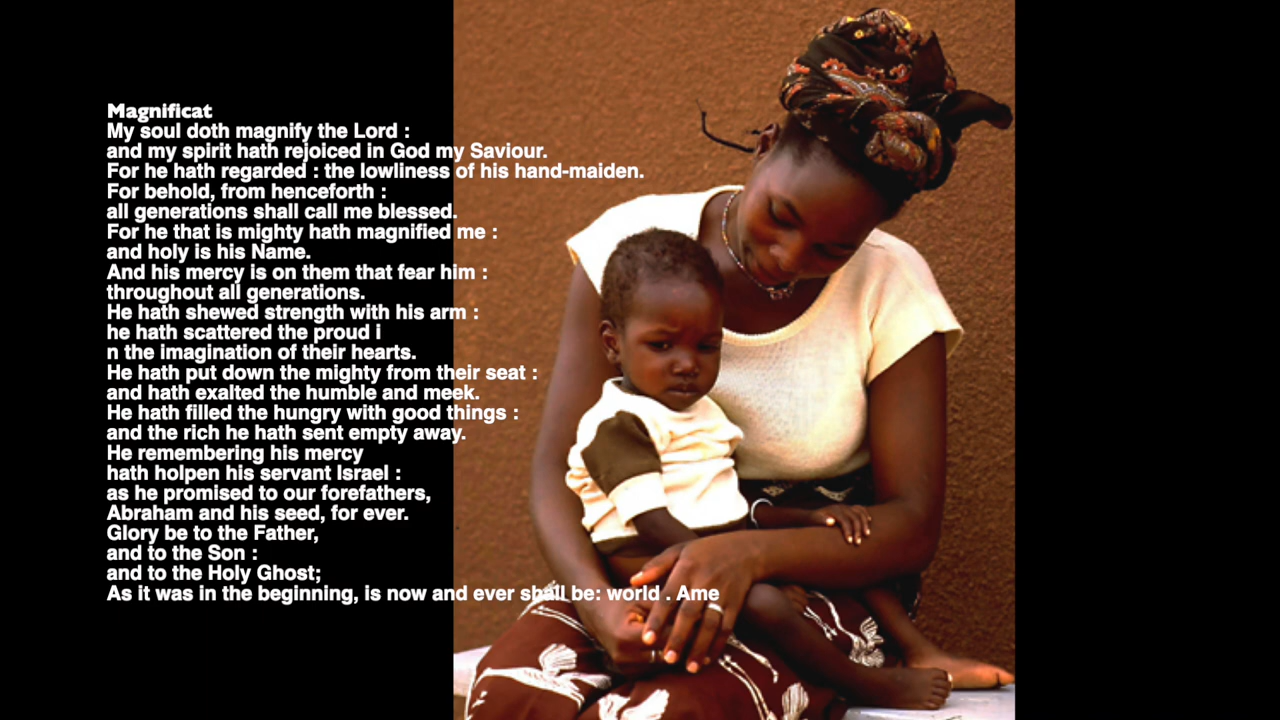 Magnificat
My soul doth magnify the Lord :
and my spirit hath rejoiced in God my Saviour.
For he hath regarded : the lowliness of his hand-maiden.
For behold, from henceforth :
all generations shall call me blessed.
For he that is mighty hath magnified me :
and holy is his Name.
And his mercy is on them that fear him :
throughout all generations.
He hath shewed strength with his arm :
he hath scattered the proud i
n the imagination of their hearts.
He hath put down the mighty from their seat :
and hath exalted the humble and meek.
He hath filled the hungry with good things :
and the rich he hath sent empty away.
He remembering his mercy
hath holpen his servant Israel :
as he promised to our forefathers,
Abraham and his seed, for ever.
Glory be to the Father,
and to the Son :
and to the Holy Ghost;
As it was in the beginning, is now and ever shall be: world . Ame